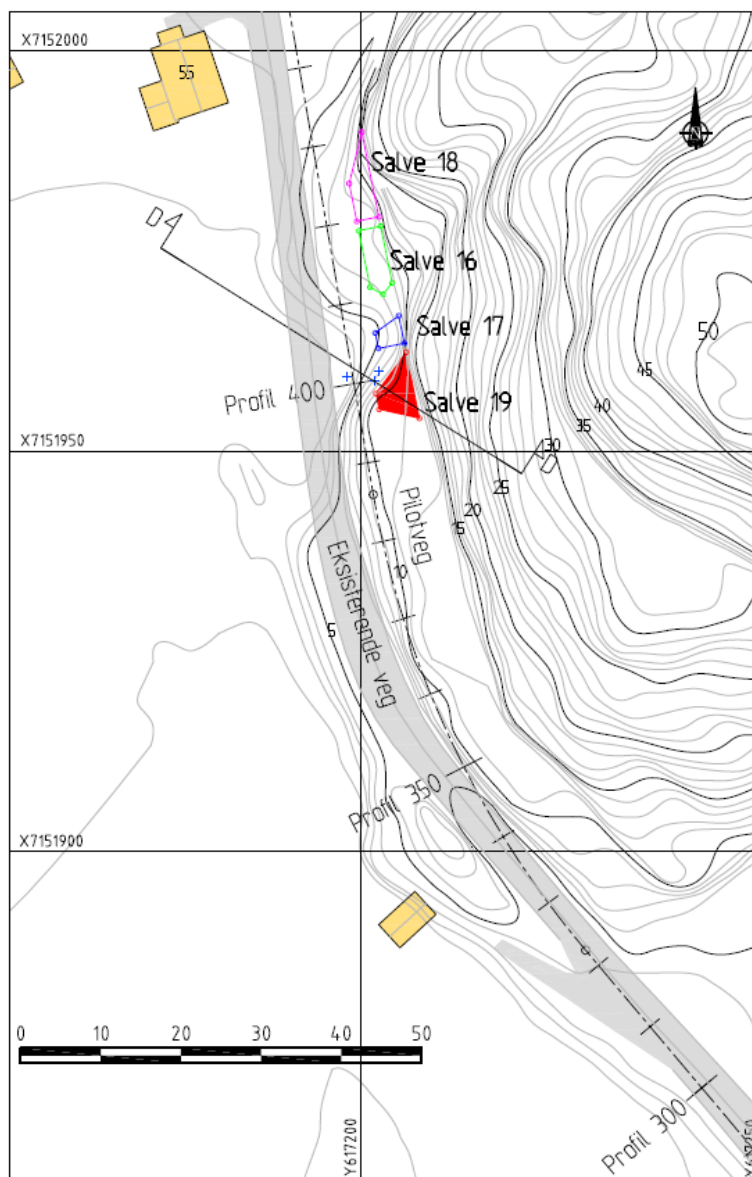 X7152000
55
N
Salve 18
D
Salve 16
Salve 17
50
45
Profil 400
40
Salve 19
35
30
D
X7151950
25
20
15
Pilotveg
10
Eksisterende veg
5
Profil 350
X7151900
0 10 20 30 40 50
Y617200
Profil 300